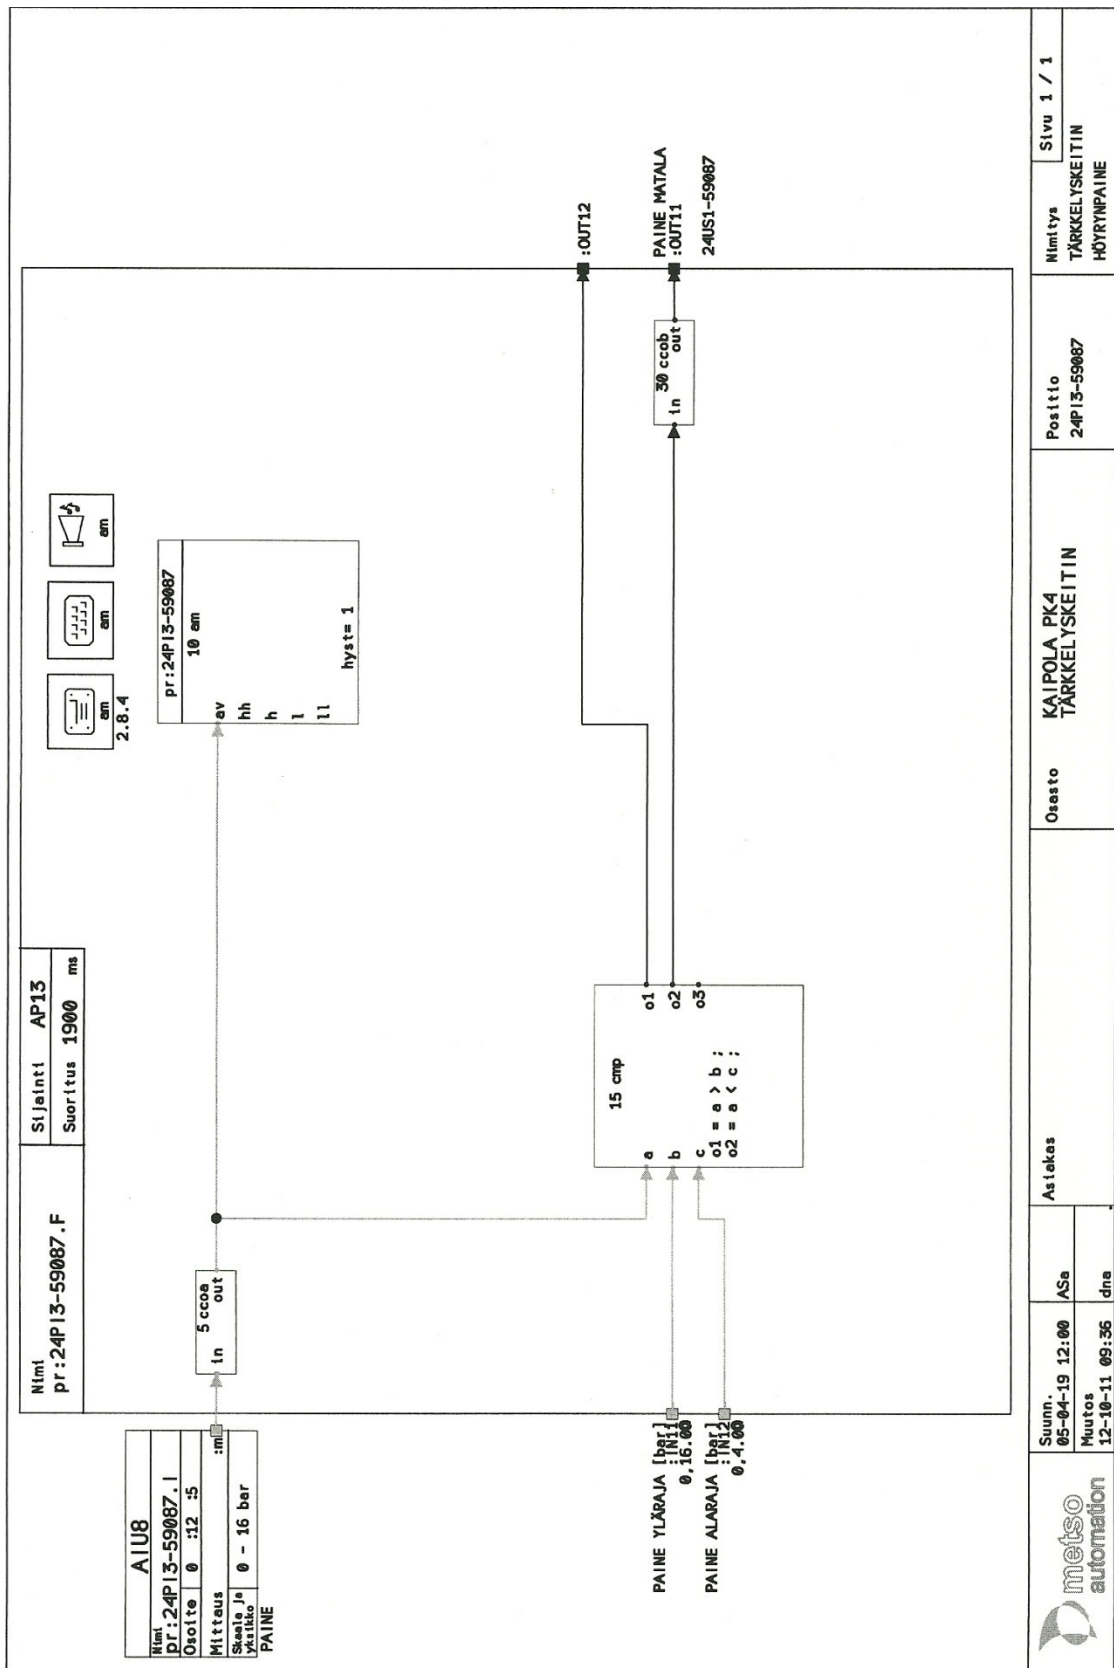 Nimi
pr:24PI3-59087.F
Sijainti AP13
Suoritus 1900 ms
AIU8
Nimi
pr:24PI3-59087.I
Osoite 0 :12 :5
Mittaus :m
Skaala ja
yksikkö 0 - 16 bar
PAINE
5 ccoa
in out
am
2.8.4
am
am
pr:24PI3-59087
10 am
av
hh
h
l
ll
hyst= 1
PAINE YLÄRAJA [bar]
:IN11
0,16.00
PAINE ALARAJA [bar]
:IN12
0,4.00
15 cmp
a o1
b o2
c o3
o1 = a > b ;
o2 = a < c ;
30 ccob
in out
:OUT12
PAINE MATALA
:OUT11
24US1-59087
metso
automation
Suunn.
05-04-19 12:00 ASa
Muutos
12-10-11 09:36 dna
Asiakas
Osasto
KAIPOLA PK4
TÄRKKELYSKEITIN
Positio
24PI3-59087
Nimitys
TÄRKKELYSKEITIN
HÖYRYNPAINE
Sivu 1 / 1